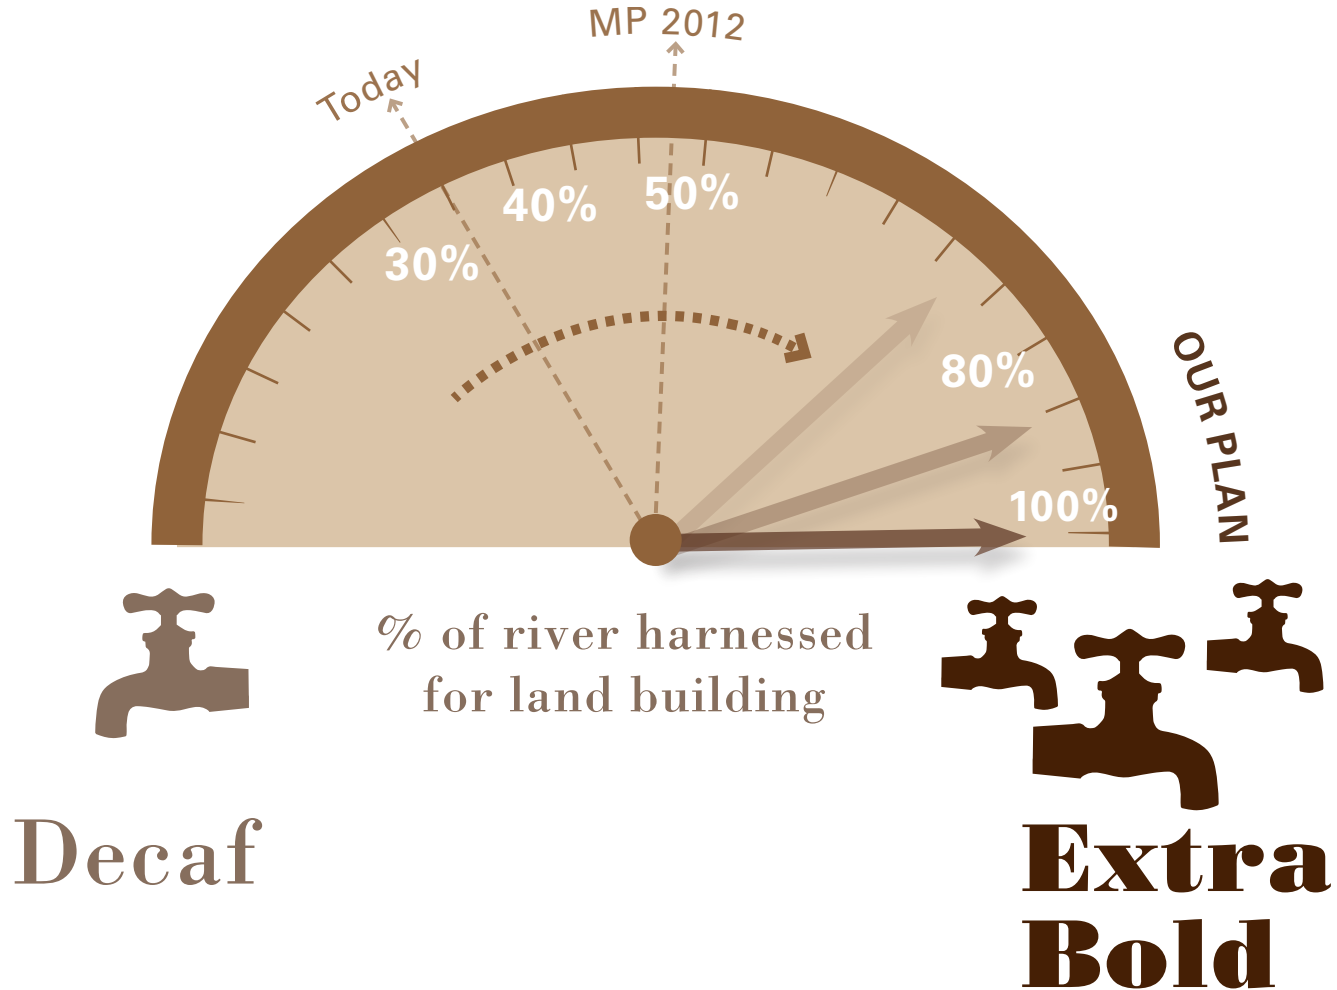 MP 2012
Today
40%
50%
30%
OUR PLAN
80%
100%
% of river harnessed
for land building
Decaf
Extra
Bold